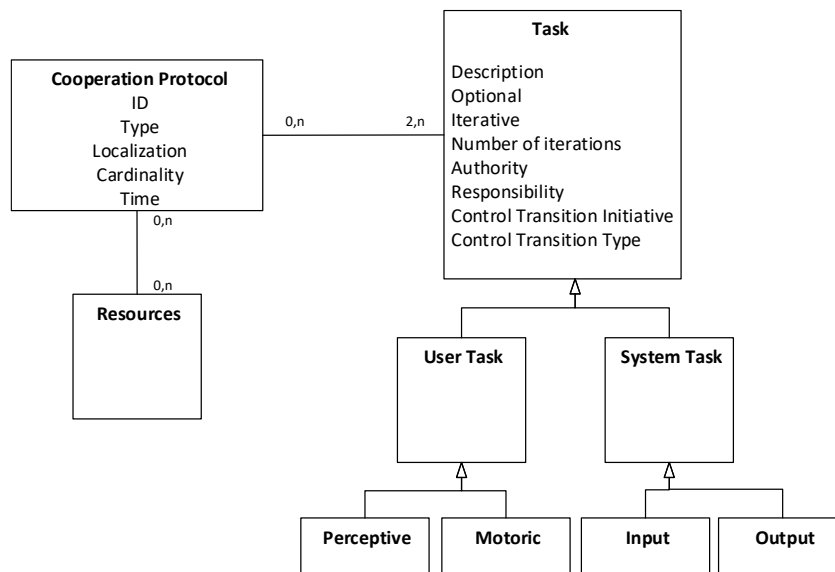 Task
Description
Optional
Iterative
Number of iterations
Authority
Responsibility
Control Transition Initiative
Control Transition Type
Cooperation Protocol
ID
Type
Localization
Cardinality
Time
0,n
2,n
0,n
0,n
Resources
User Task
System Task
Perceptive
Motoric
Input
Output